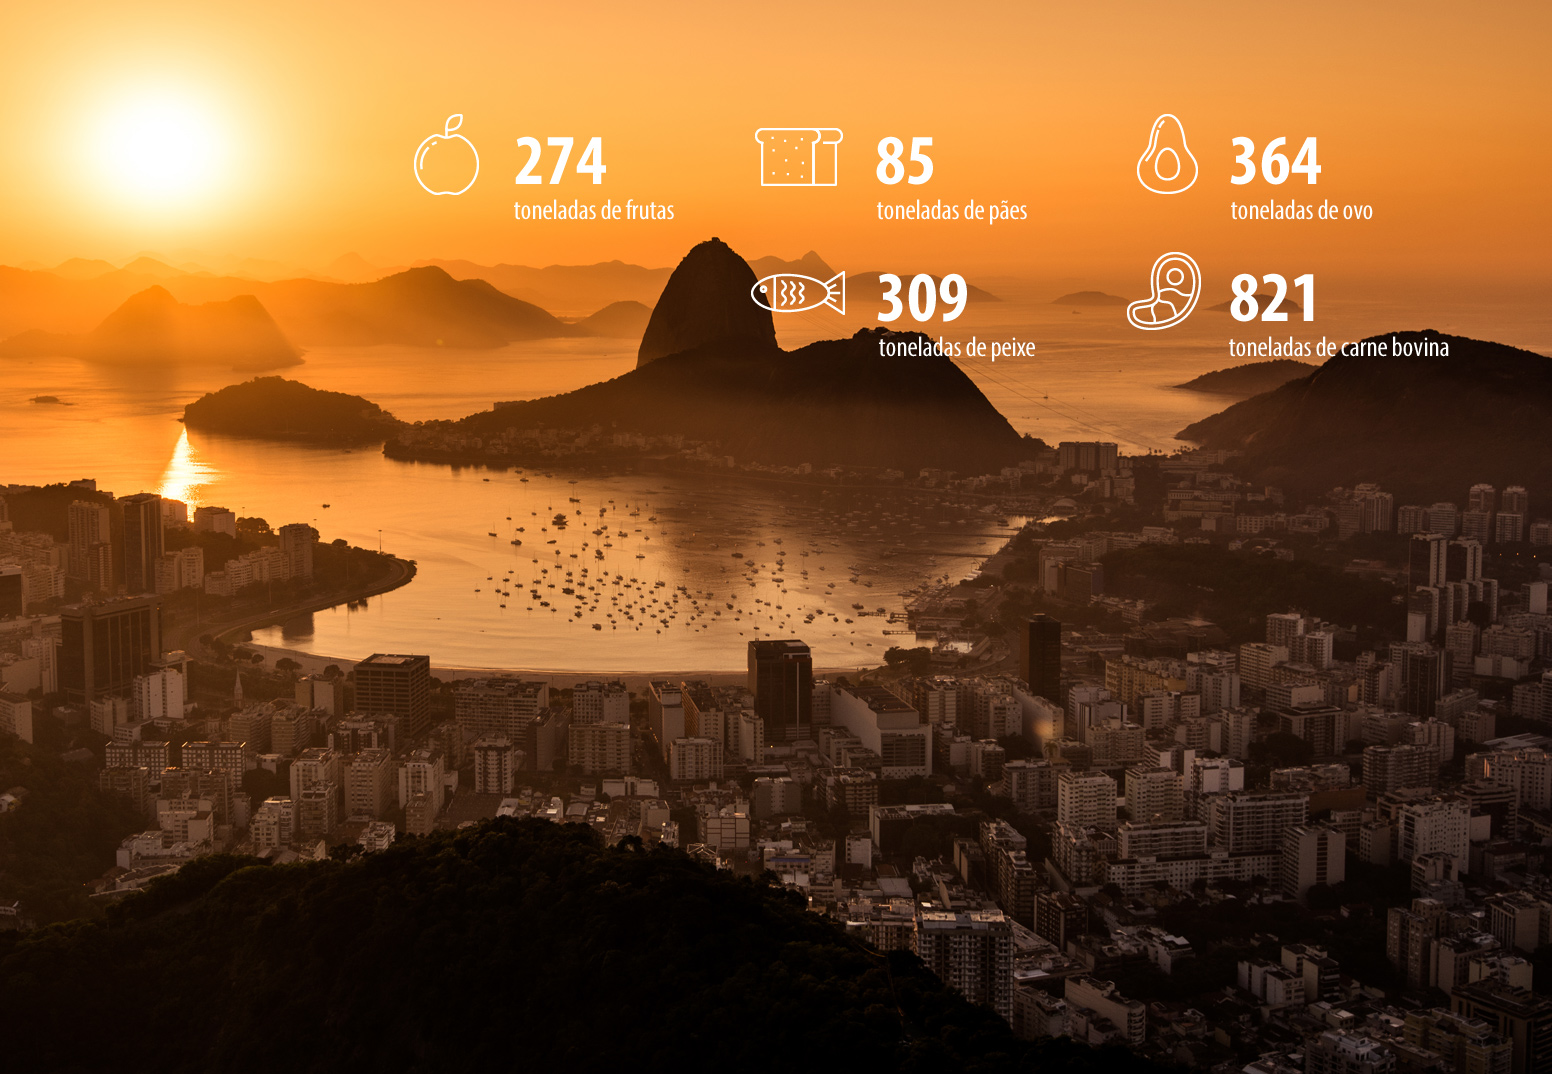 274
toneladas de frutas
85
toneladas de pães
364
toneladas de ovo
309
toneladas de peixe
821
toneladas de carne bovina